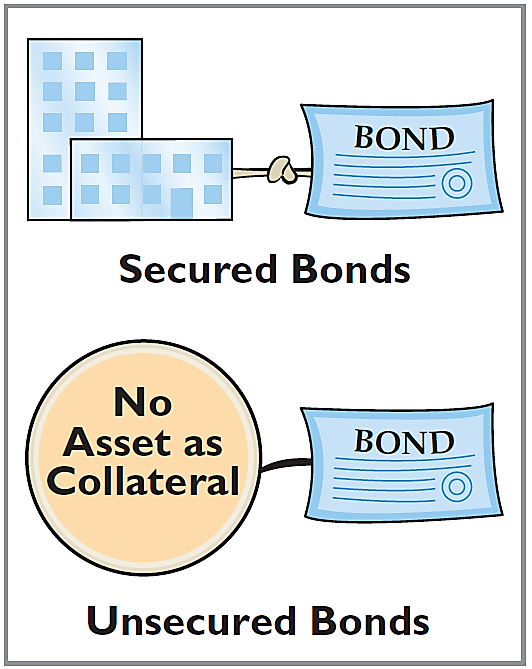 BOND
Secured Bonds
No
Asset as
Collateral
BOND
Unsecured Bonds